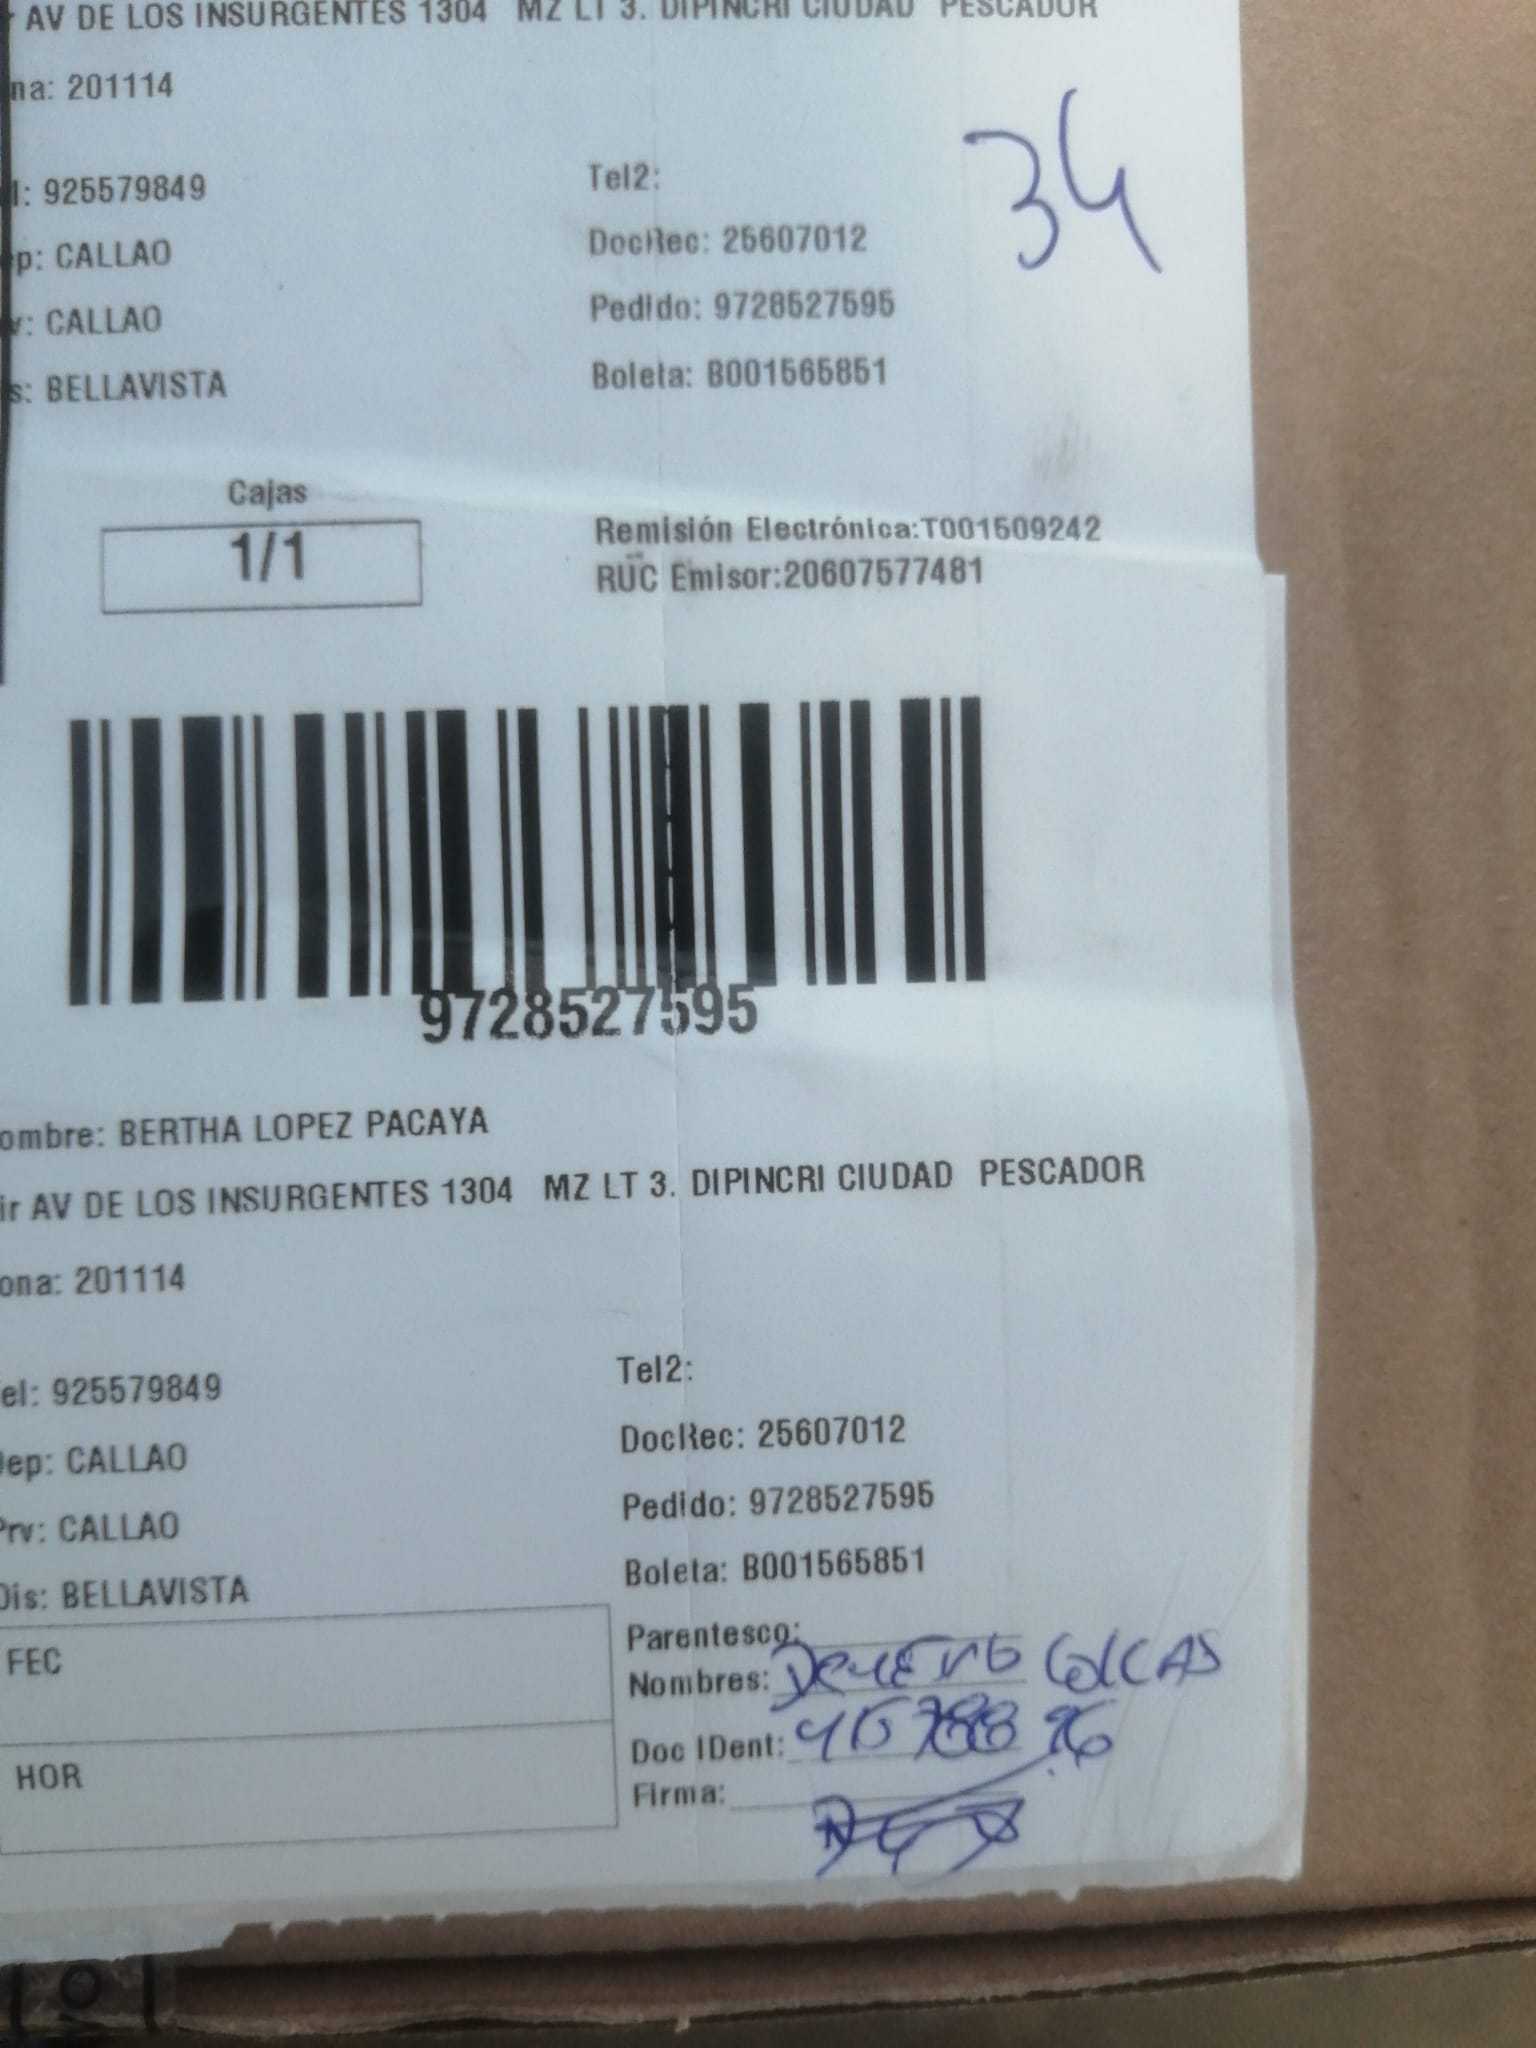 AV DE LOS INSURGENTES 1304 MZ LT 3. DIPINCRI CIUDAD PESCADOR
na: 201114
34
l: 925579849 Tel2:
p: CALLAO DocRec: 25607012
v: CALLAO Pedido: 9728527595
s: BELLAVISTA Boleta: B001565851
Cajas
1/1
Remisión Electrónica:T001509242
RUC Emisor:20607577481
9728527595
ombre: BERTHA LOPEZ PACAYA
ir AV DE LOS INSURGENTES 1304 MZ LT 3. DIPINCRI CIUDAD PESCADOR
ona: 201114
el: 925579849 Tel2:
ep: CALLAO DocRec: 25607012
Prv: CALLAO Pedido: 9728527595
Dis: BELLAVISTA Boleta: B001565851
FEC
HOR
Parentesco:
Nombres:
Doc IDent:
Firma: